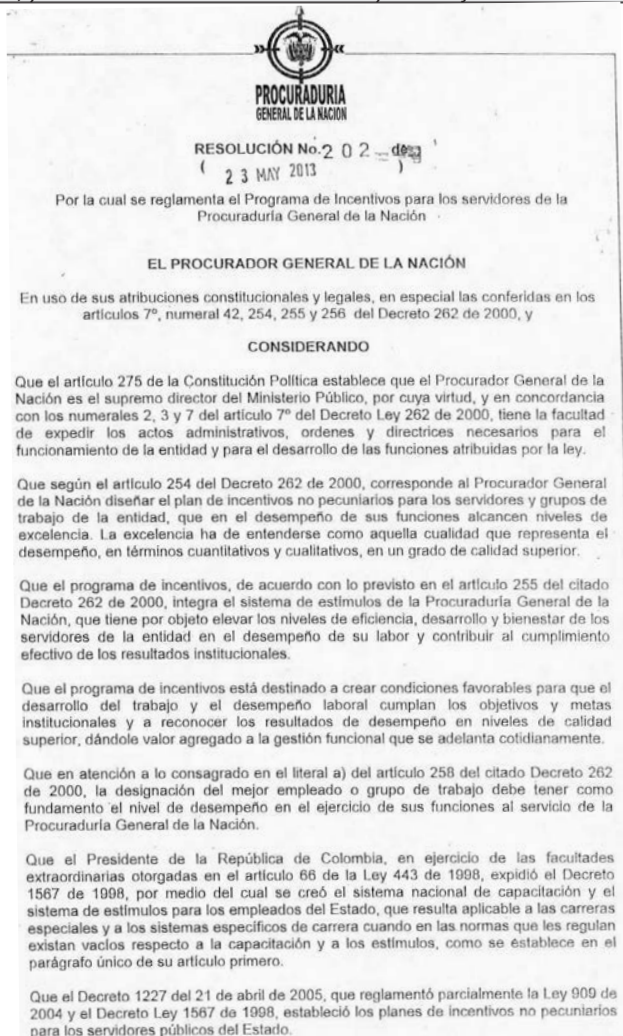 PROCURADURIA
GENERAL DE LA NACION
RESOLUCIÓN No. 202 de
( 23 MAY 2013 )
Por la cual se reglamenta el Programa de Incentivos para los servidores de la
Procuraduría General de la Nación
EL PROCURADOR GENERAL DE LA NACIÓN
En uso de sus atribuciones constitucionales y legales, en especial las conferidas en los
artículos 7º, numeral 42, 254, 255 y 256 del Decreto 262 de 2000, y
CONSIDERANDO
Que el artículo 275 de la Constitución Política establece que el Procurador General de la
Nación es el supremo director del Ministerio Público, por cuya virtud, y en concordancia
con los numerales 2, 3 y 7 del artículo 7º del Decreto Ley 262 de 2000, tiene la facultad
de expedir los actos administrativos, ordenes y directrices necesarios para el
funcionamiento de la entidad y para el desarrollo de las funciones atribuidas por la ley.
Que según el artículo 254 del Decreto 262 de 2000, corresponde al Procurador General
de la Nación diseñar el plan de incentivos no pecuniarios para los servidores y grupos de
trabajo de la entidad, que en el desempeño de sus funciones alcancen niveles de
excelencia. La excelencia ha de entenderse como aquella cualidad que representa el
desempeño, en términos cuantitativos y cualitativos, en un grado de calidad superior.
Que el programa de incentivos, de acuerdo con lo previsto en el artículo 255 del citado
Decreto 262 de 2000, integra el sistema de estímulos de la Procuraduría General de la
Nación, que tiene por objeto elevar los niveles de eficiencia, desarrollo y bienestar de los
servidores de la entidad en el desempeño de su labor y contribuir al cumplimiento
efectivo de los resultados institucionales.
Que el programa de incentivos está destinado a crear condiciones favorables para que el
desarrollo del trabajo y el desempeño laboral cumplan los objetivos y metas
institucionales y a reconocer los resultados de desempeño en niveles de calidad
superior, dándole valor agregado a la gestión funcional que se adelanta cotidianamente.
Que en atención a lo consagrado en el literal a) del artículo 258 del citado Decreto 262
de 2000, la designación del mejor empleado o grupo de trabajo debe tener como
fundamento el nivel de desempeño en el ejercicio de sus funciones al servicio de la
Procuraduría General de la Nación.
Que el Presidente de la República de Colombia, en ejercicio de las facultades
extraordinarias otorgadas en el artículo 66 de la Ley 443 de 1998, expidió el Decreto
1567 de 1998, por medio del cual se creó el sistema nacional de capacitación y el
sistema de estímulos para los empleados del Estado, que resulta aplicable a las carreras
especiales y a los sistemas específicos de carrera cuando en las normas que les regulan
existan vacíos respecto a la capacitación y a los estímulos, como se establece en el
parágrafo único de su artículo primero.
Que el Decreto 1227 del 21 de abril de 2005, que reglamentó parcialmente la Ley 909 de
2004 y el Decreto Ley 1567 de 1998, estableció los planes de incentivos no pecuniarios
para los servidores públicos del Estado.